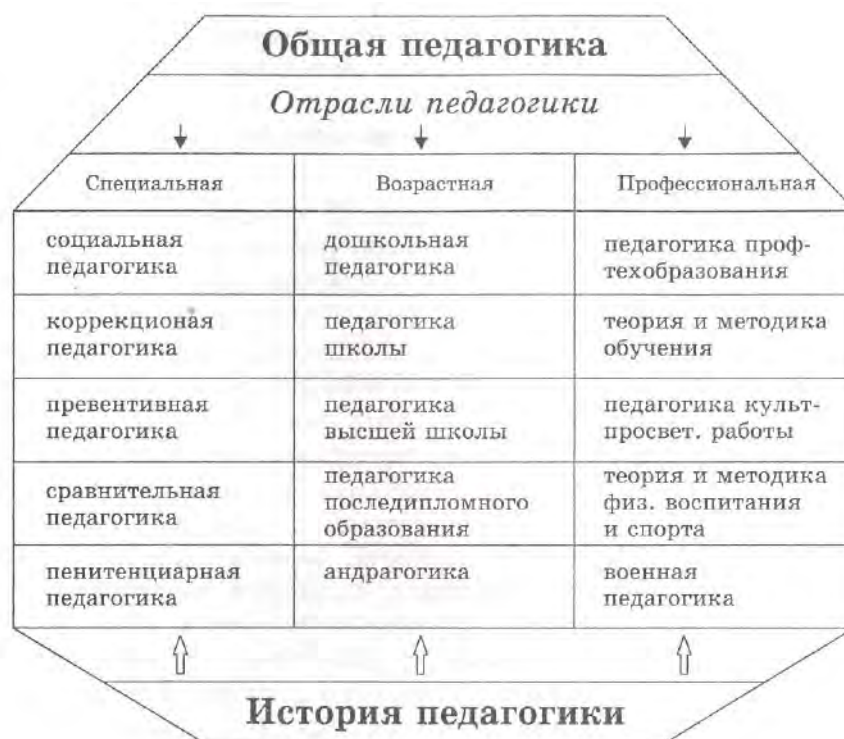 Общая педагогика
Отрасли педагогики
Специальная
Возрастная
Профессиональная
социальная
педагогика
дошкольная
педагогика
педагогика проф-
техобразования
коррекционая
педагогика
педагогика
школы
теория и методика
обучения
превентивная
педагогика
педагогика
высшей школы
педагогика культ-
просвет. работы
сравнительная
педагогика
педагогика
последипломного
образования
теория и методика
физ. воспитания
и спорта
пенитенциарная
педагогика
андрагогика
военная
педагогика
История педагогики